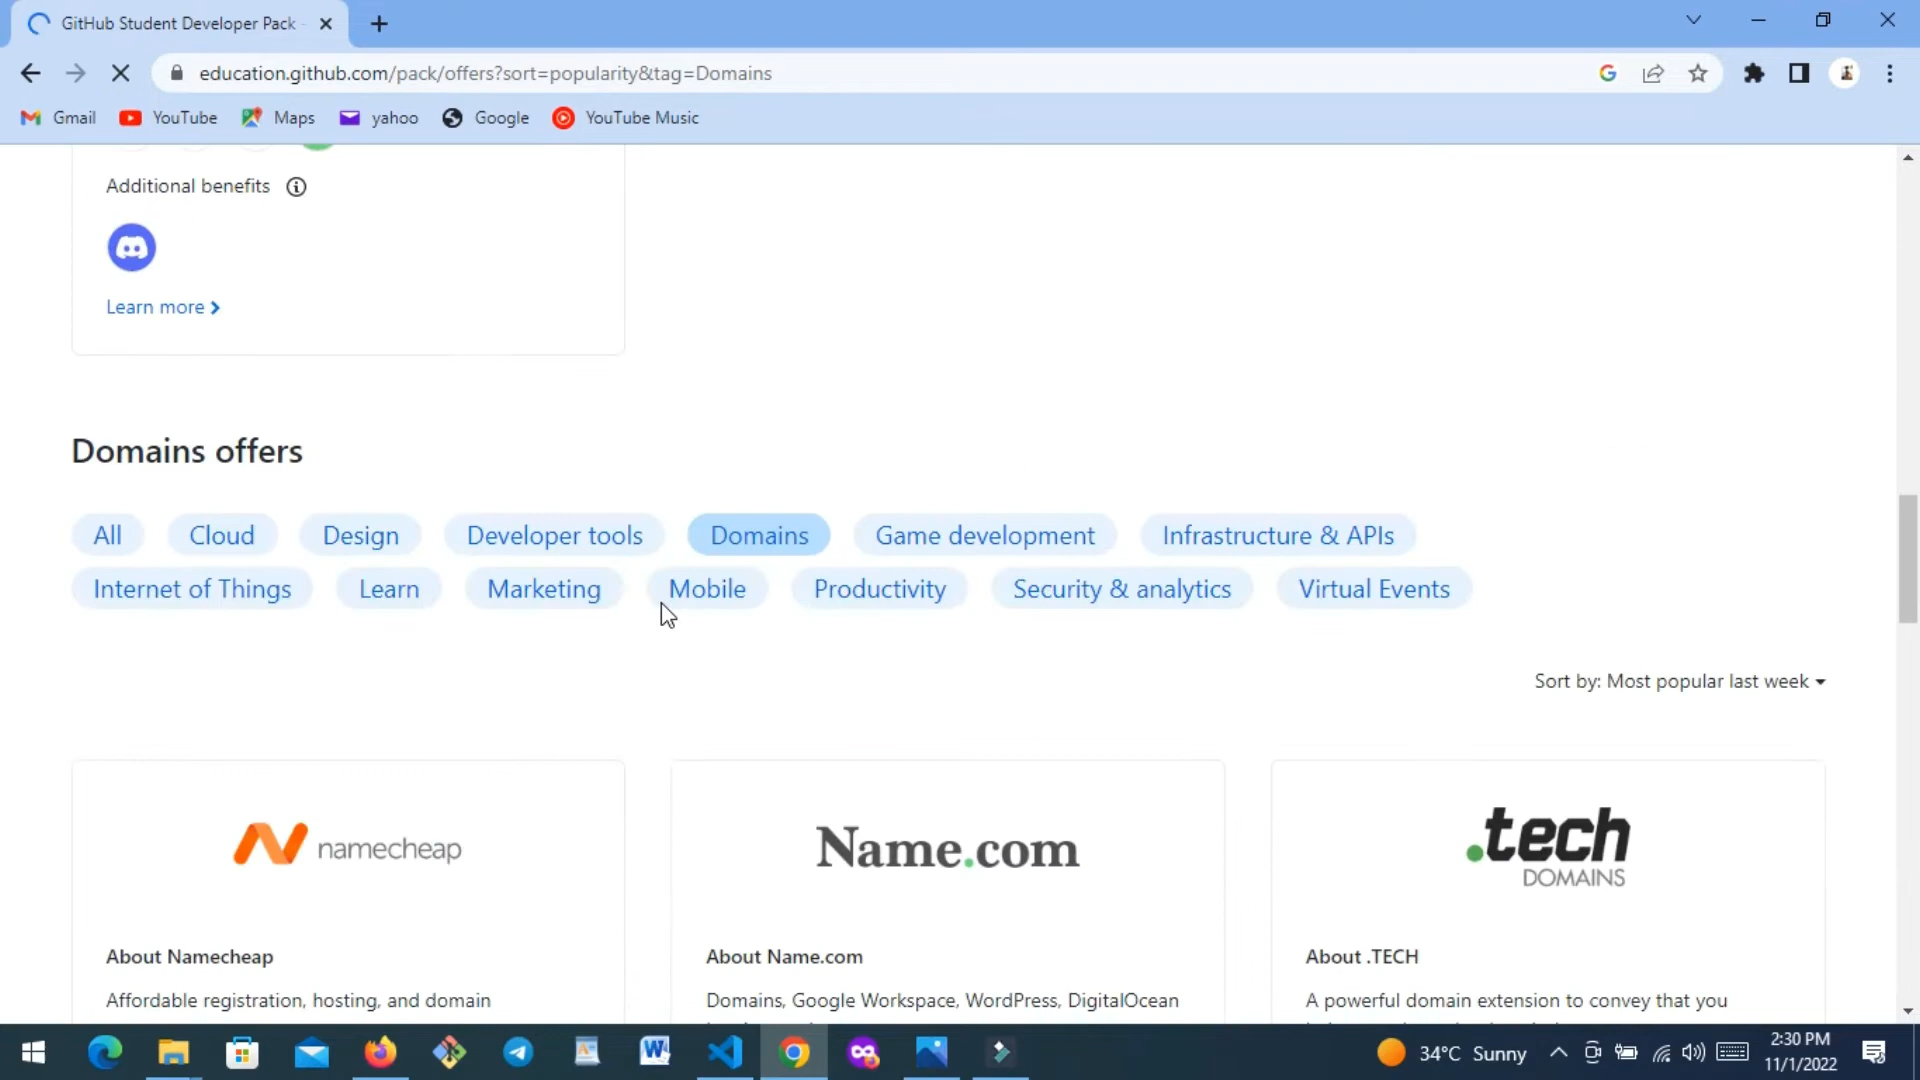 GitHub Student Developer Pack
education.github.com/pack/offers?sort=popularity&tag=Domains
Gmail YouTube Maps yahoo Google YouTube Music
Additional benefits
Learn more
Domains offers
All Cloud Design Developer tools Domains Game development Infrastructure & APIs
Internet of Things Learn Marketing Mobile Productivity Security & analytics Virtual Events
Sort by: Most popular last week
namecheap Name.com .tech
DOMAINS
About Namecheap About Name.com About .TECH
Affordable registration, hosting, and domain Domains, Google Workspace, WordPress, DigitalOcean A powerful domain extension to convey that you
34°C Sunny 2:30 PM
11/1/2022